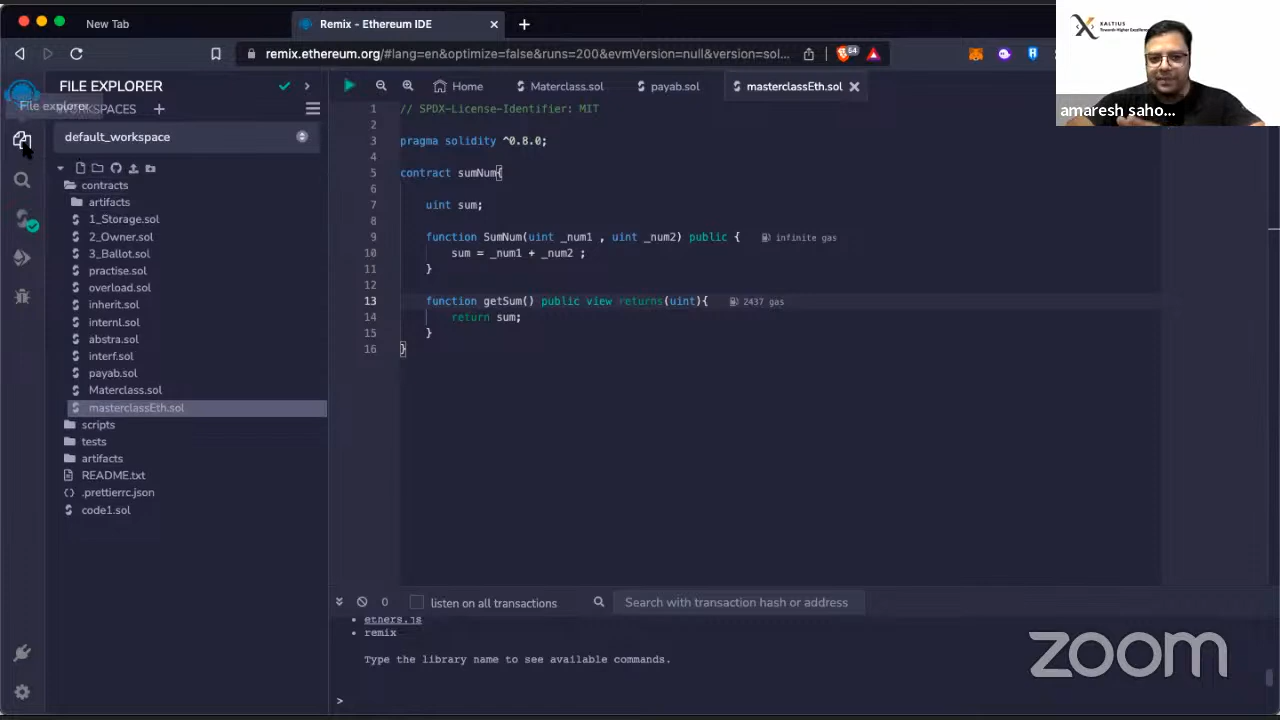 New Tab
Remix - Ethereum IDE
remix.ethereum.org/#lang=en&optimize=false&runs=200&evmVersion=null&version=sol...
64
XALTIUS
Towards Higher Excellence
amaresh saho...
FILE EXPLORER
File explorer
WORKSPACES
default_workspace
contracts
artifacts
1_Storage.sol
2_Owner.sol
3_Ballot.sol
practise.sol
overload.sol
inherit.sol
internl.sol
abstra.sol
interf.sol
payab.sol
Materclass.sol
masterclassEth.sol
scripts
tests
artifacts
README.txt
.prettierrc.json
code1.sol
Home
Materclass.sol
payab.sol
masterclassEth.sol
1 // SPDX-License-Identifier: MIT
2
3 pragma solidity ^0.8.0;
4
5 contract sumNum{
6
7 uint sum;
8
9 function SumNum(uint _num1 , uint _num2) public { infinite gas
10 sum = _num1 + _num2 ;
11 }
12
13 function getSum() public view returns(uint){ 2437 gas
14 return sum;
15 }
16 }
0
listen on all transactions
Search with transaction hash or address
ethers.js
remix
Type the library name to see available commands.
>
zoom